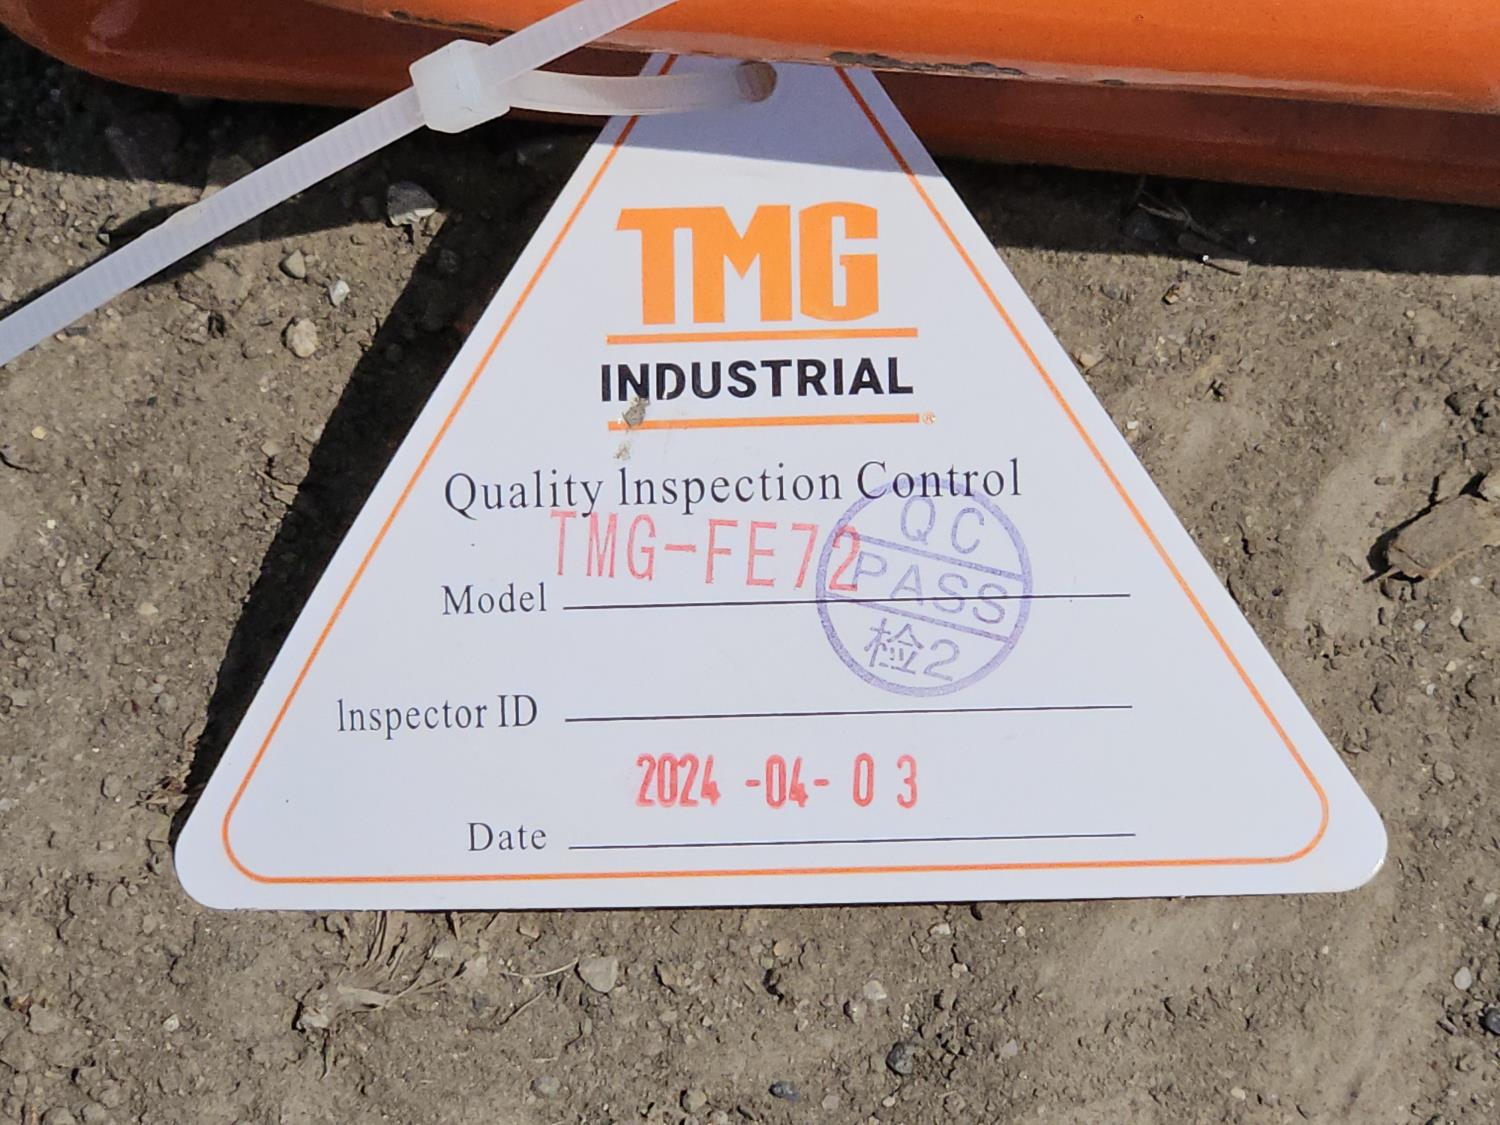 TMG
INDUSTRIAL
®
Quality Inspection Control
TMG-FE72
Model
QC
PASS
检2
Inspector ID
2024 -04- 0 3
Date